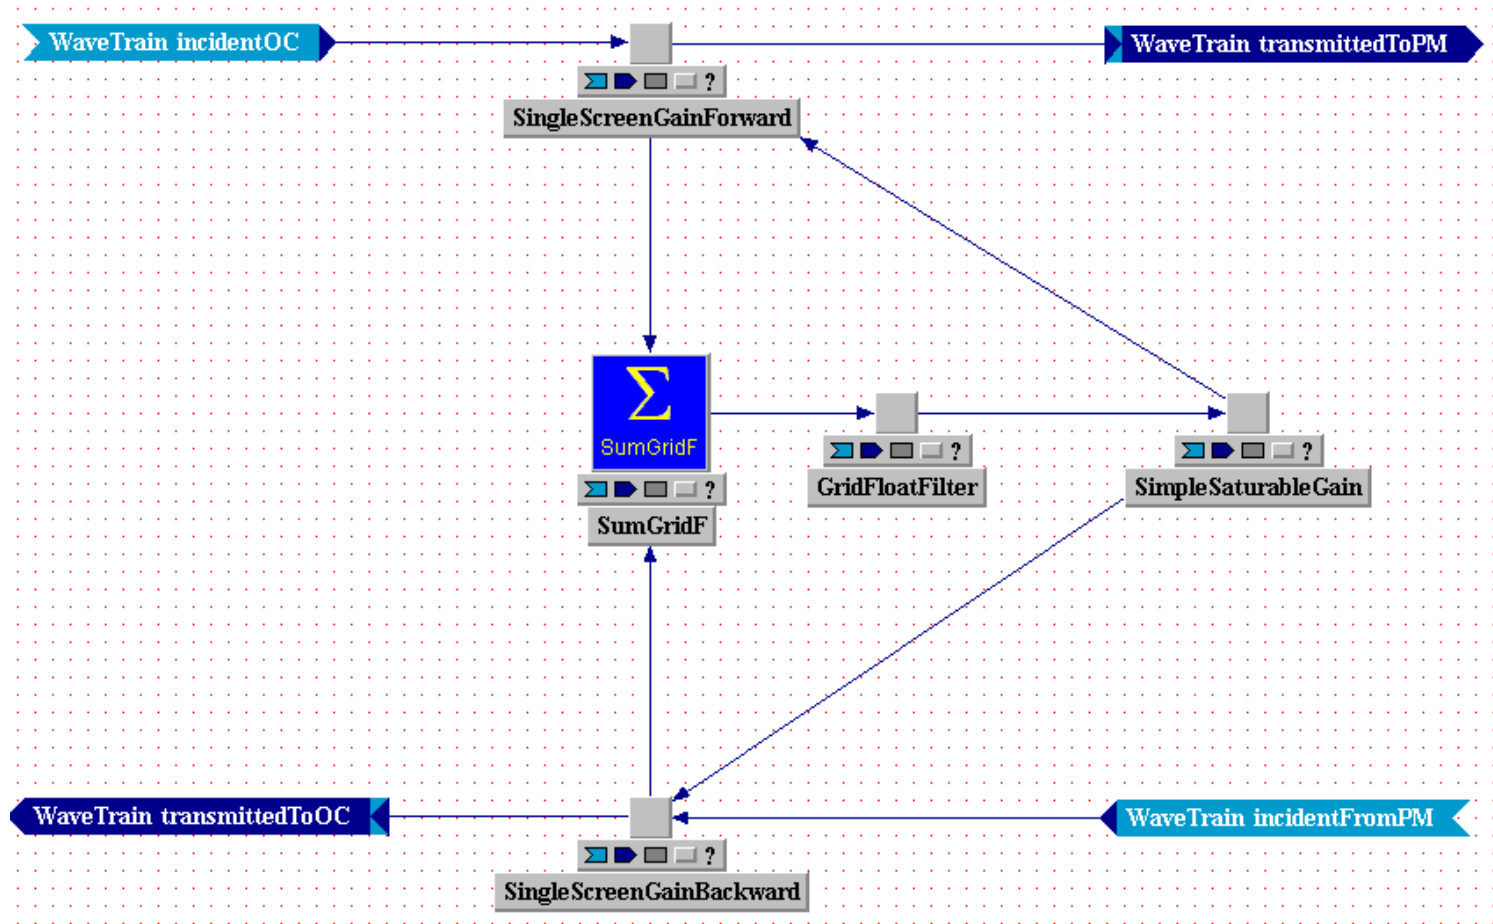 WaveTrain incidentOC
WaveTrain transmittedToPM
?
SingleScreenGainForward
Σ
SumGridF
?
SumGridF
?
GridFloatFilter
?
SimpleSaturableGain
WaveTrain transmittedToOC
WaveTrain incidentFromPM
?
SingleScreenGainBackward